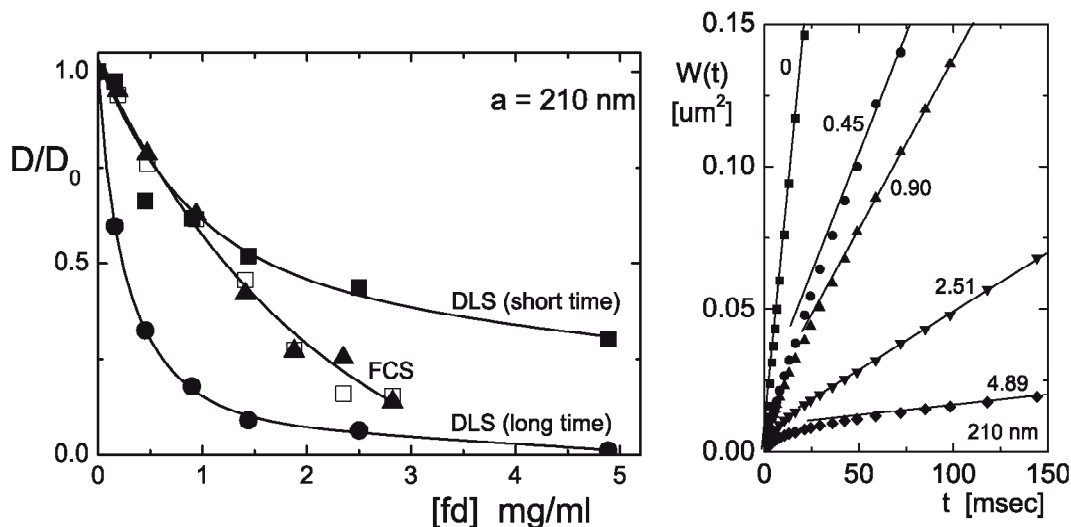 1.0
0.5
0.0
D/D₀
a = 210 nm
DLS (short time)
FCS
DLS (long time)
0 1 2 3 4 5
[fd] mg/ml
0.15
0.10
0.05
0.00
W(t)
[um²]
0
0.45
0.90
2.51
4.89
210 nm
0 50 100 150
t [msec]